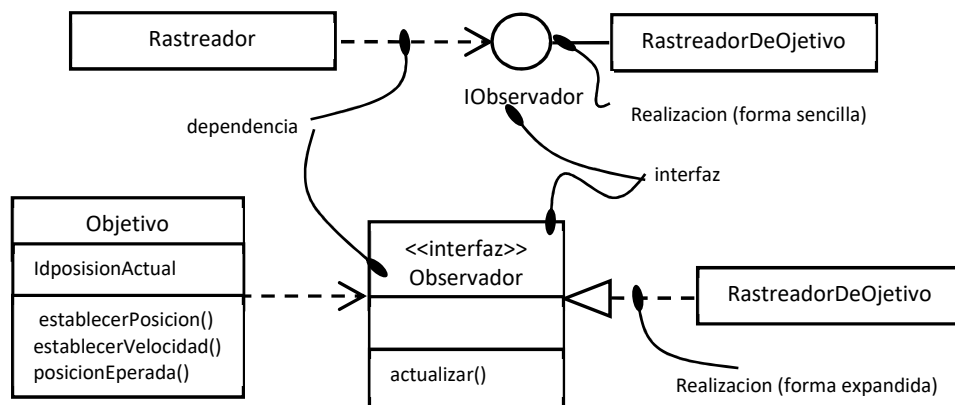 Rastreador
RastreadorDeOjetivo
IObservador
Realizacion (forma sencilla)
dependencia
interfaz
Objetivo
IdposisionActual
establecerPosicion()
establecerVelocidad()
posicionEperada()
<<interfaz>>
Observador
actualizar()
RastreadorDeOjetivo
Realizacion (forma expandida)